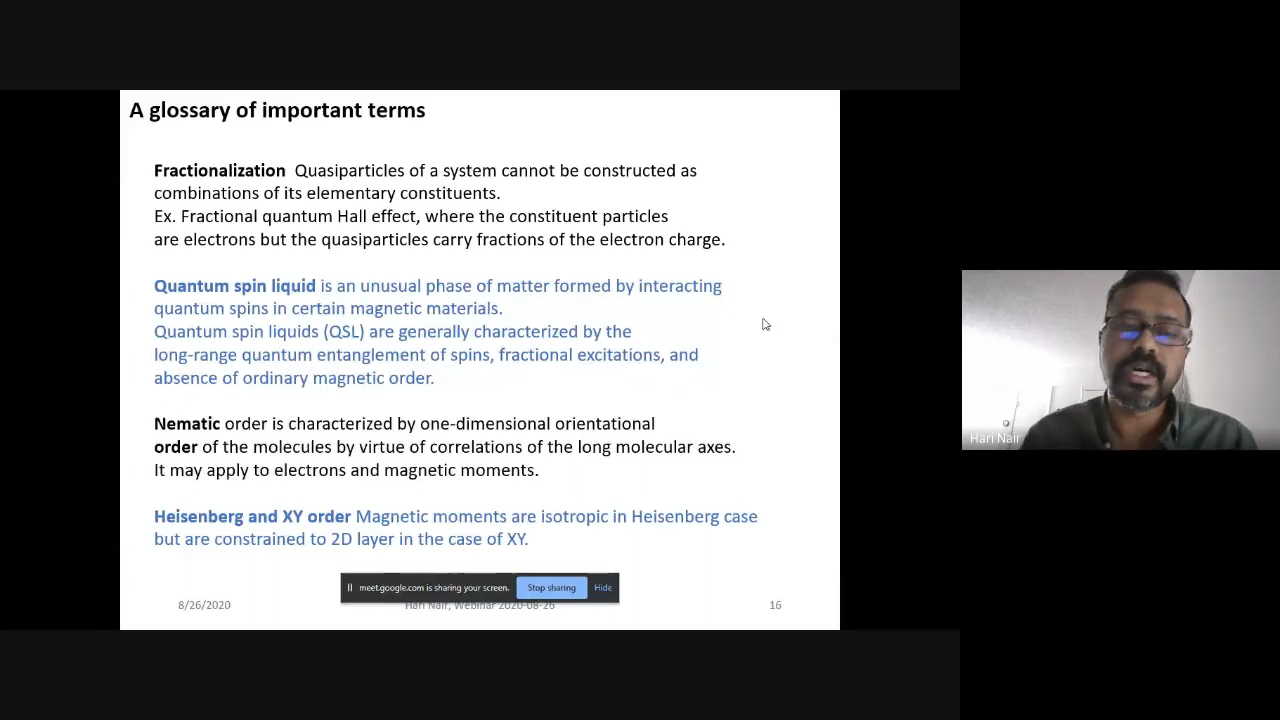 A glossary of important terms
Fractionalization Quasiparticles of a system cannot be constructed as
combinations of its elementary constituents.
Ex. Fractional quantum Hall effect, where the constituent particles
are electrons but the quasiparticles carry fractions of the electron charge.
Quantum spin liquid is an unusual phase of matter formed by interacting
quantum spins in certain magnetic materials.
Quantum spin liquids (QSL) are generally characterized by the
long-range quantum entanglement of spins, fractional excitations, and
absence of ordinary magnetic order.
Nematic order is characterized by one-dimensional orientational
order of the molecules by virtue of correlations of the long molecular axes.
It may apply to electrons and magnetic moments.
Heisenberg and XY order Magnetic moments are isotropic in Heisenberg case
but are constrained to 2D layer in the case of XY.
meet.google.com is sharing your screen. Stop sharing Hide
8/26/2020 Hari Nair, Webinar 2020-08-26 16
Hari Nair